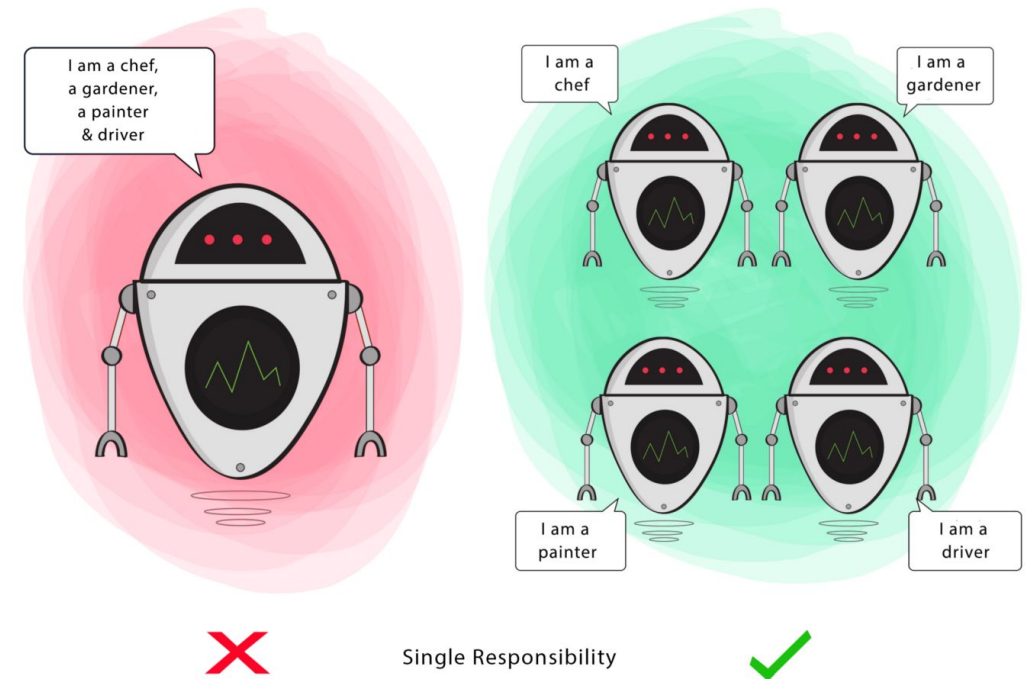 I am a chef,
a gardener,
a painter
& driver
I am a
chef
I am a
gardener
I am a
painter
I am a
driver
Single Responsibility